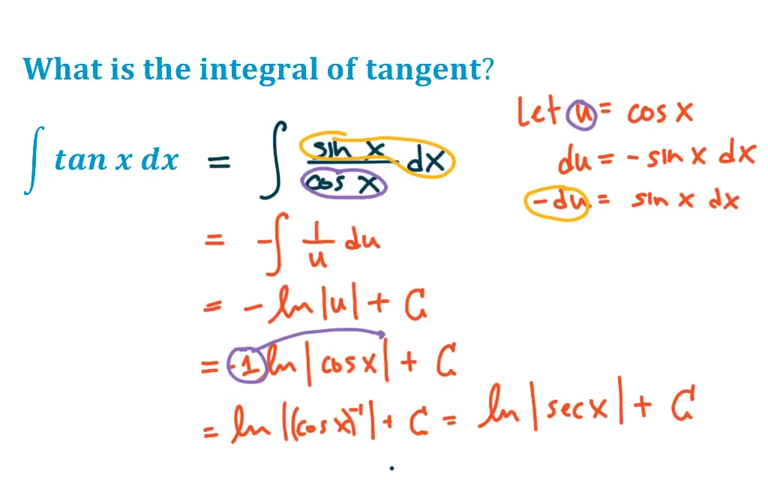 What is the integral of tangent?
∫ tan x dx = ∫ sin x / cos x dx
Let u = cos x
du = - sin x dx
-du = sin x dx
= -∫ 1/u du
= - ln |u| + C
= -1 ln |cos x| + C
= ln |(cos x)⁻¹| + C = ln |sec x| + C